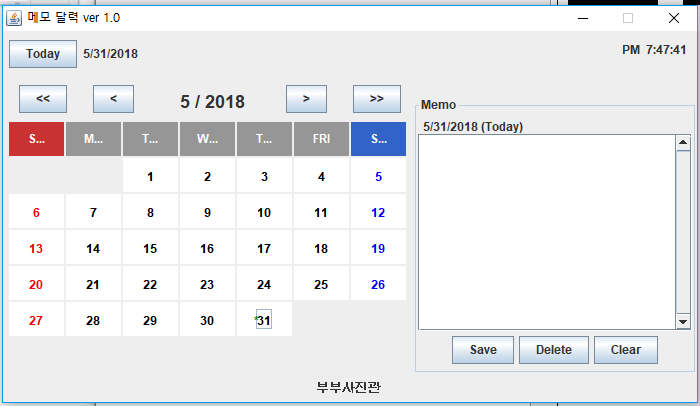 메모 달력 ver 1.0
Today 5/31/2018 PM 7:47:41
<< < 5 / 2018 > >>
S... M... T... W... T... FRI S...
1 2 3 4 5
6 7 8 9 10 11 12
13 14 15 16 17 18 19
20 21 22 23 24 25 26
27 28 29 30 *31
Memo
5/31/2018 (Today)
Save Delete Clear
부부사진관